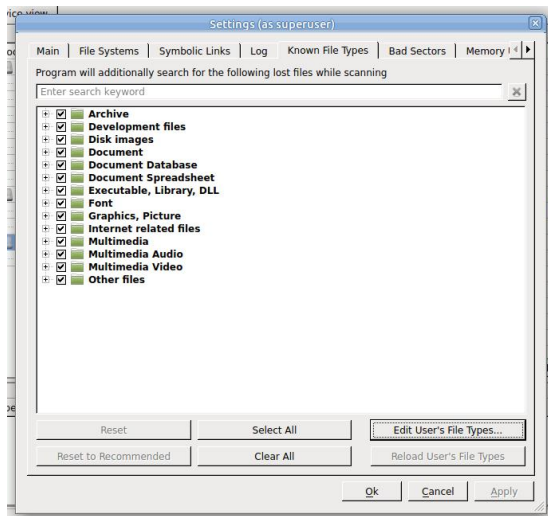 vice view
Settings (as superuser)
Main File Systems Symbolic Links Log Known File Types Bad Sectors Memory
Program will additionally search for the following lost files while scanning
Enter search keyword
Archive
Development files
Disk images
Document
Document Database
Document Spreadsheet
Executable, Library, DLL
Font
Graphics, Picture
Internet related files
Multimedia
Multimedia Audio
Multimedia Video
Other files
Reset Select All Edit User's File Types...
Reset to Recommended Clear All Reload User's File Types
Ok Cancel Apply